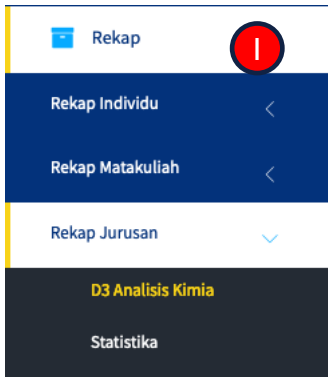 Rekap
I
Rekap Individu
Rekap Matakuliah
Rekap Jurusan
D3 Analisis Kimia
Statistika